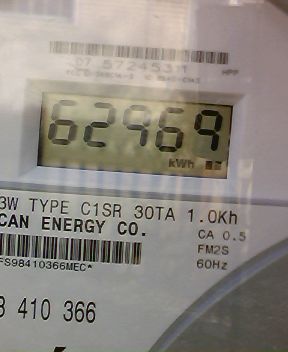 62969
kWh
3W TYPE C1SR 30TA 1.0Kh
CAN ENERGY CO.
CA 0.5
FM2S
60Hz
FS98410366MEC*
8 410 366